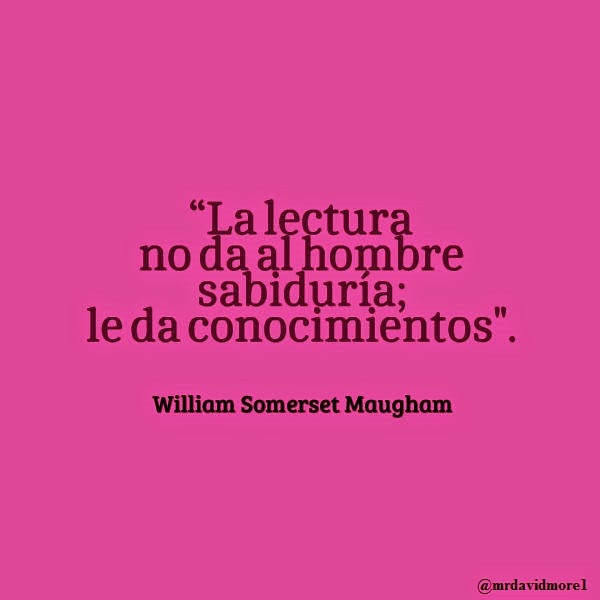 “La lectura
no da al hombre
sabiduría;
le da conocimientos".
William Somerset Maugham
@mrdavidmore1